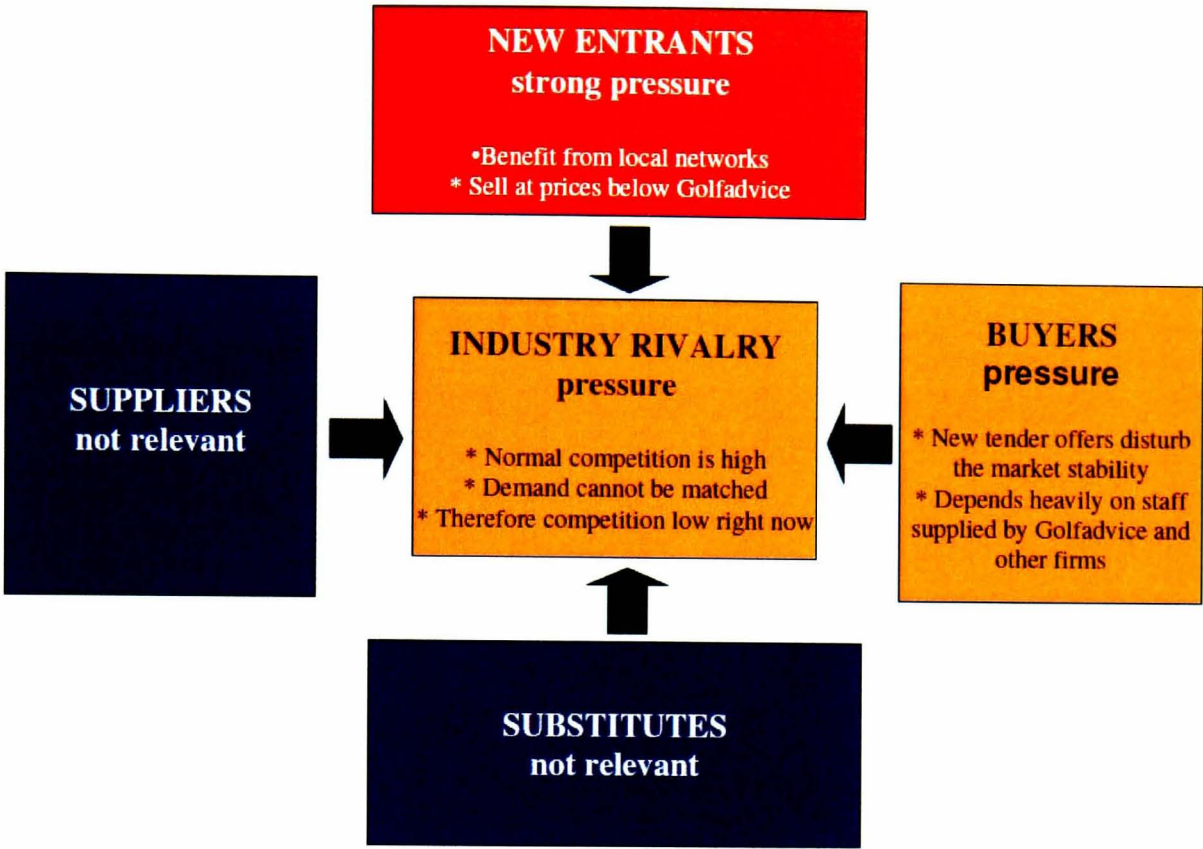 NEW ENTRANTS
strong pressure
•Benefit from local networks
* Sell at prices below Golfadvice
SUPPLIERS
not relevant
INDUSTRY RIVALRY
pressure
* Normal competition is high
* Demand cannot be matched
* Therefore competition low right now
BUYERS
pressure
* New tender offers disturb
the market stability
* Depends heavily on staff
supplied by Golfadvice and
other firms
SUBSTITUTES
not relevant